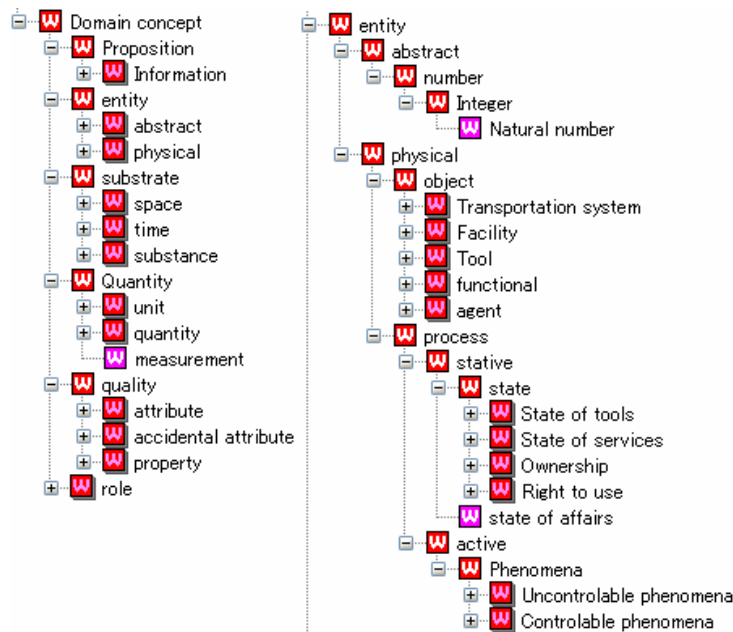 Domain concept
Proposition
Information
entity
abstract
physical
substrate
space
time
substance
Quantity
unit
quantity
measurement
quality
attribute
accidental attribute
property
role
entity
abstract
number
Integer
Natural number
physical
object
Transportation system
Facility
Tool
functional
agent
process
stative
state
State of tools
State of services
Ownership
Right to use
state of affairs
active
Phenomena
Uncontrolable phenomena
Controlable phenomena